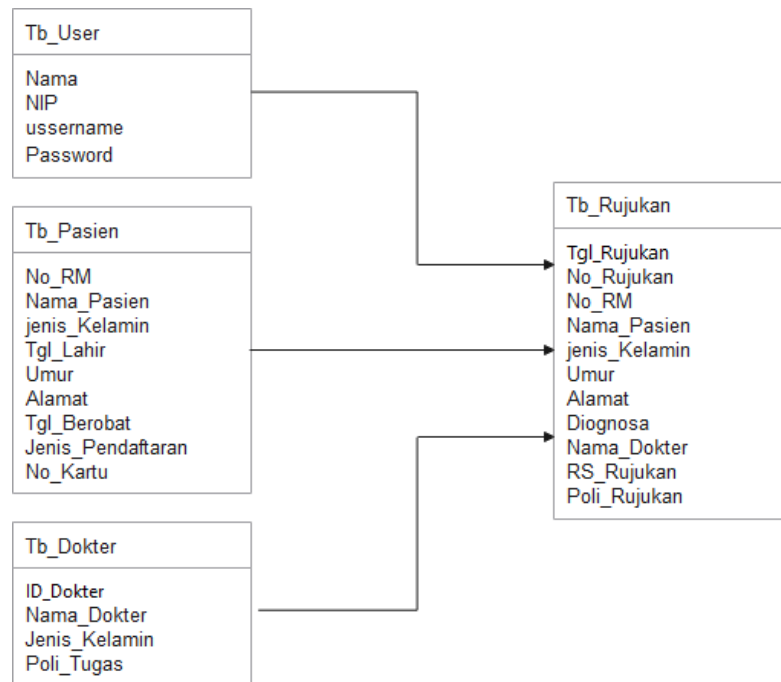 Tb_User
Nama
NIP
ussername
Password
Tb_Pasien
No_RM
Nama_Pasien
jenis_Kelamin
Tgl_Lahir
Umur
Alamat
Tgl_Berobat
Jenis_Pendaftaran
No_Kartu
Tb_Dokter
ID_Dokter
Nama_Dokter
Jenis_Kelamin
Poli_Tugas
Tb_Rujukan
Tgl_Rujukan
No_Rujukan
No_RM
Nama_Pasien
jenis_Kelamin
Umur
Alamat
Diognosa
Nama_Dokter
RS_Rujukan
Poli_Rujukan